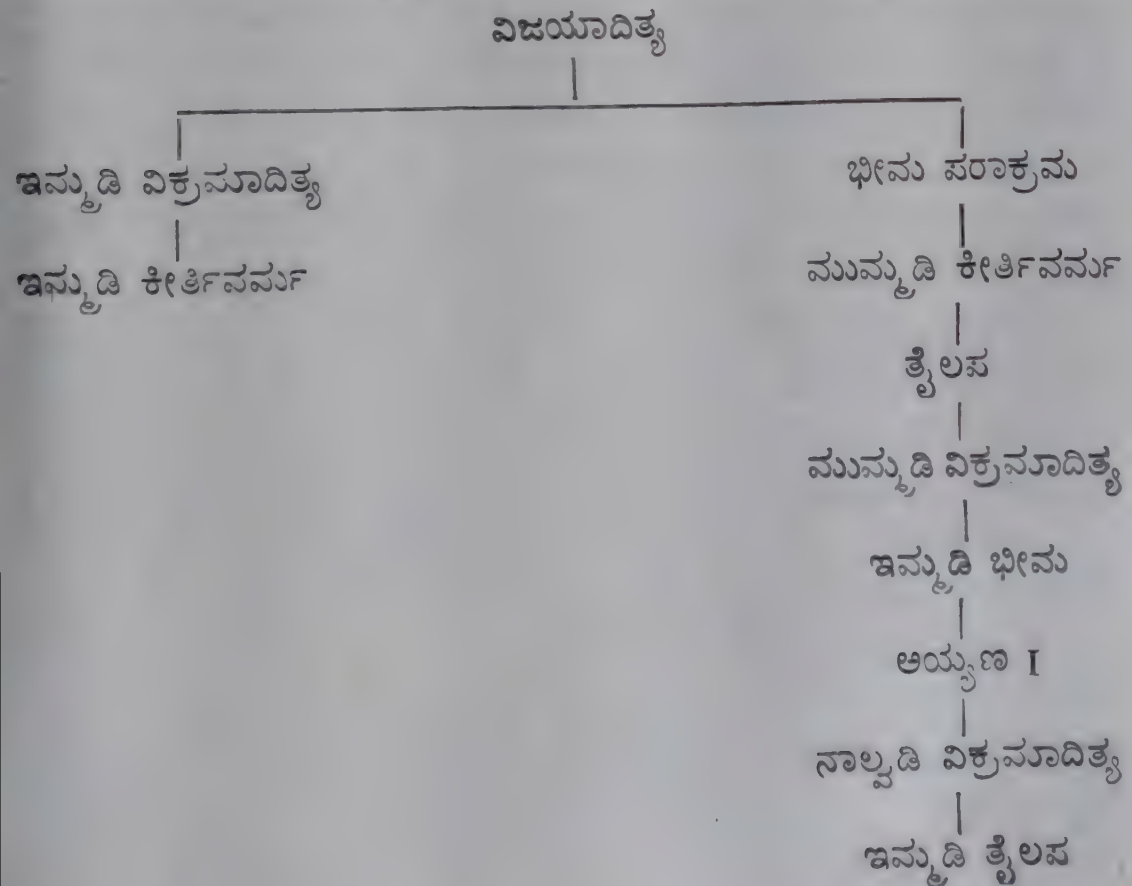 ವಿಜಯಾದಿತ್ಯ
ಇಮ್ಮಡಿ ವಿಕ್ರಮಾದಿತ್ಯ ಭೀಮ ಪರಾಕ್ರಮ
ಇಮ್ಮಡಿ ಕೀರ್ತಿವರ್ಮ ಮುಮ್ಮಡಿ ಕೀರ್ತಿವರ್ಮ
ತೈಲಪ
ಮುಮ್ಮಡಿ ವಿಕ್ರಮಾದಿತ್ಯ
ಇಮ್ಮಡಿ ಭೀಮ
ಅಯ್ಯಣ I
ನಾಲ್ವಡಿ ವಿಕ್ರಮಾದಿತ್ಯ
ಇಮ್ಮಡಿ ತೈಲಪ